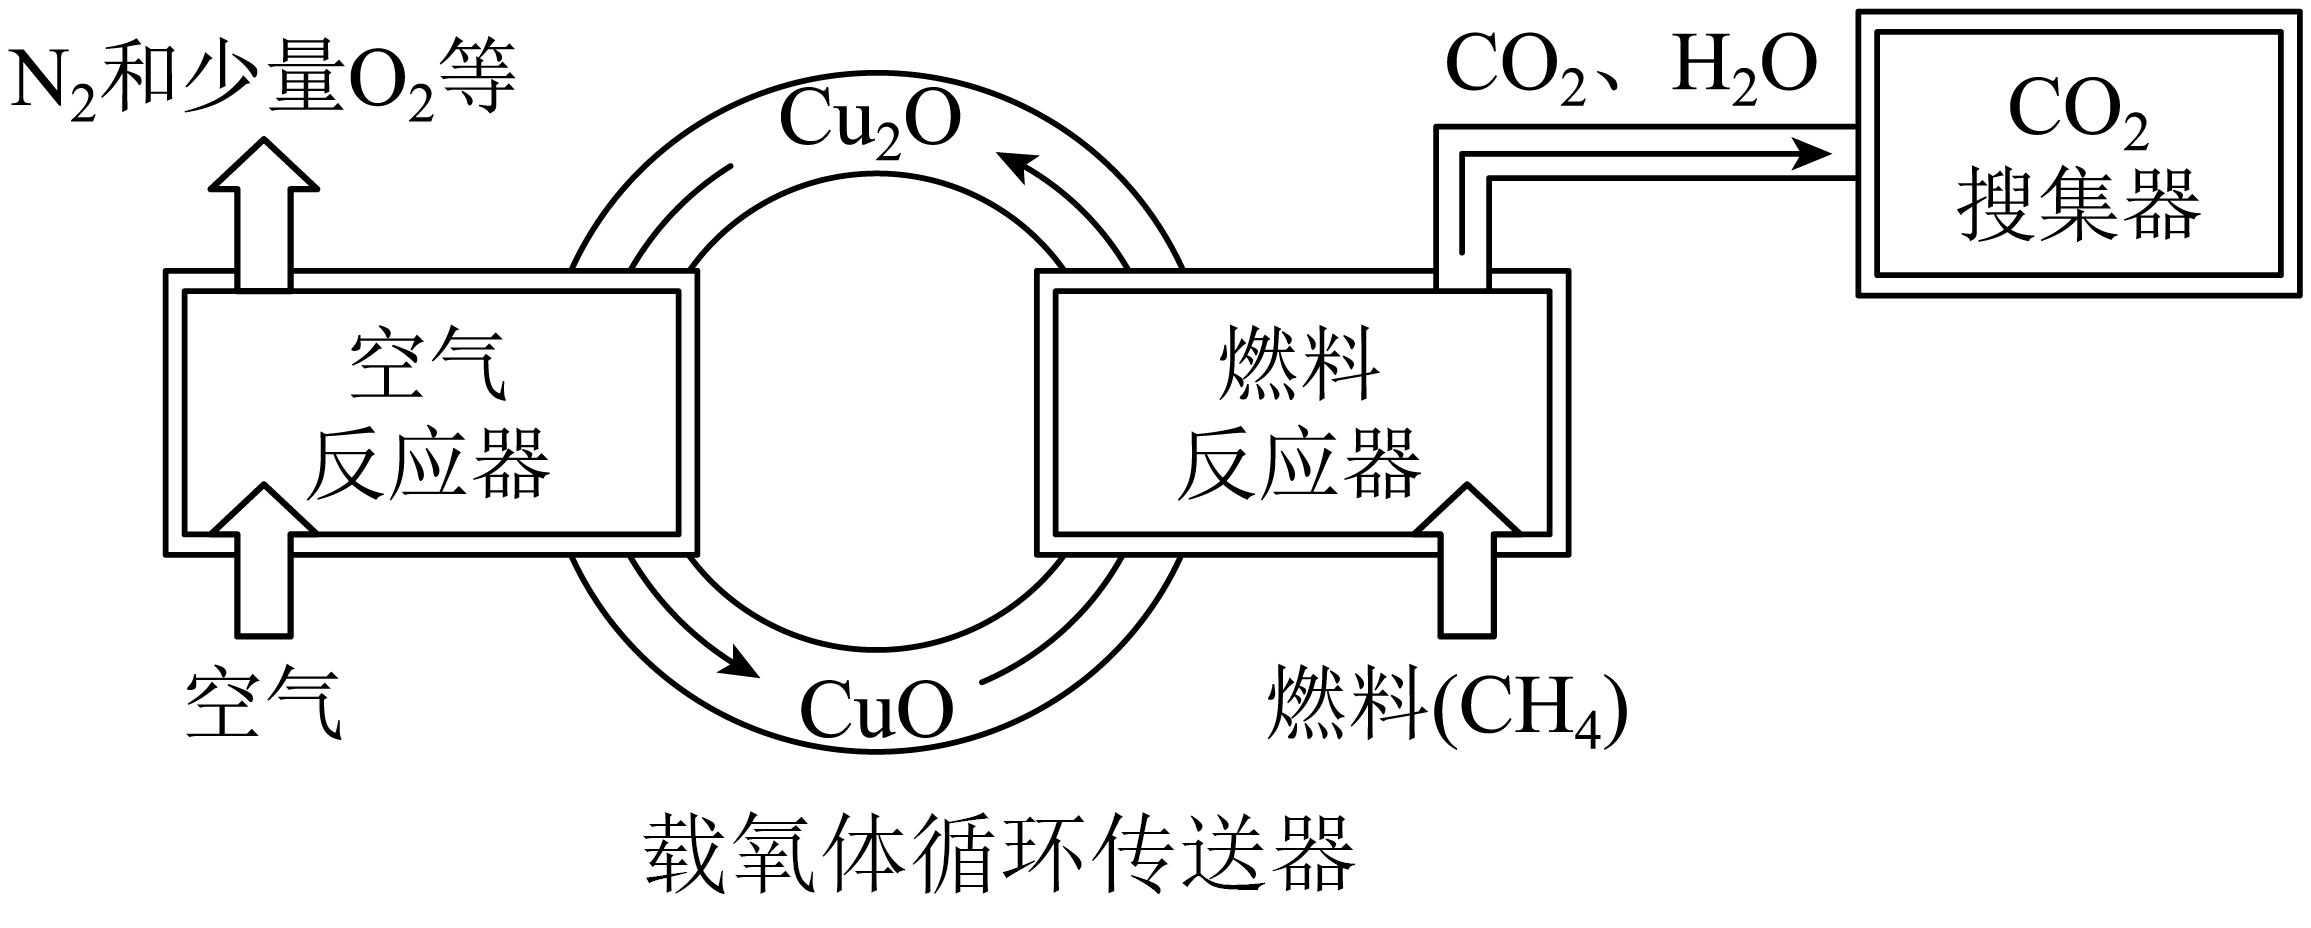 N₂和少量O₂等
Cu₂O
CO₂、H₂O
CO₂
搜集器
空气
反应器
燃料
反应器
空气
CuO
燃料(CH₄)
载氧体循环传送器